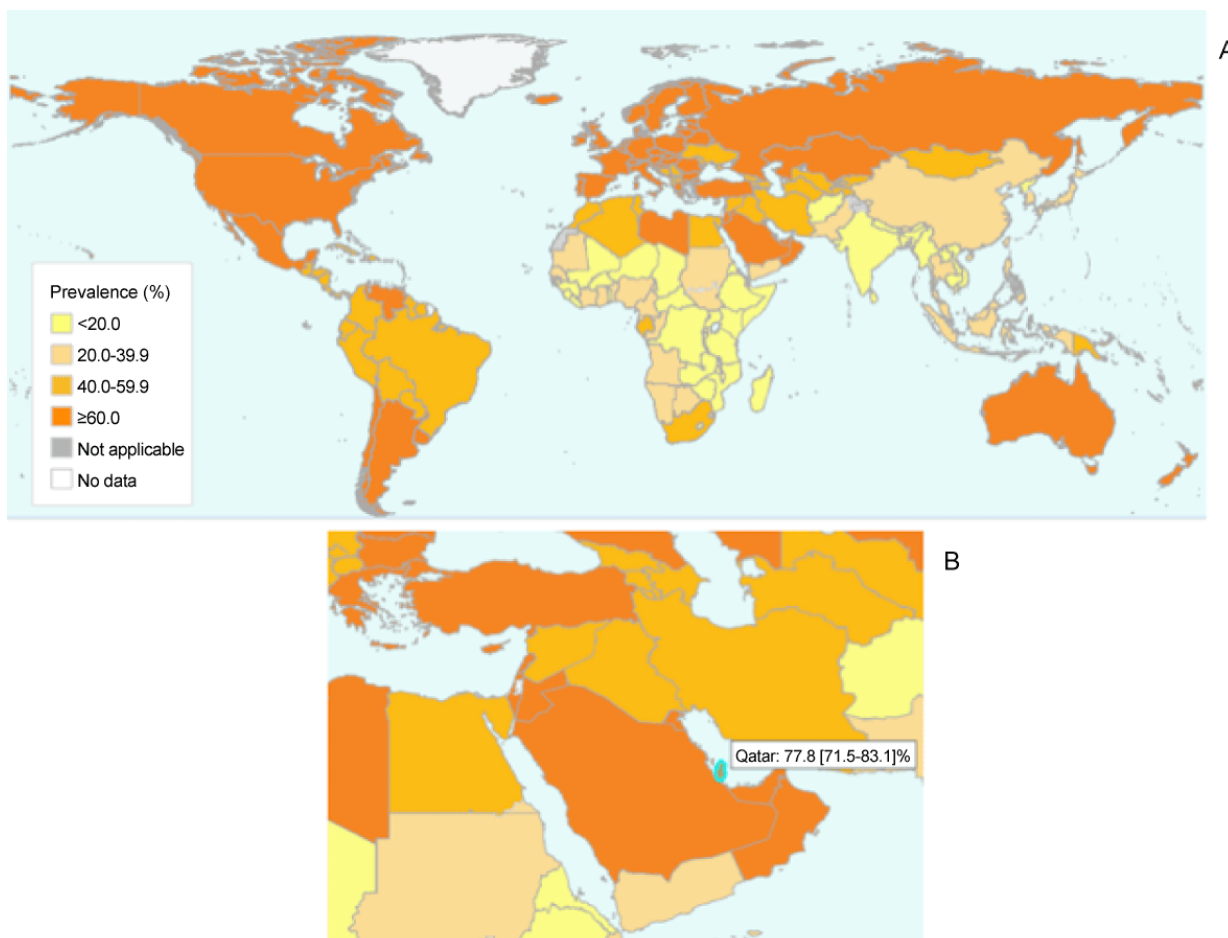 A
Prevalence (%)
<20.0
20.0-39.9
40.0-59.9
≥60.0
Not applicable
No data
B
Qatar: 77.8 [71.5-83.1]%